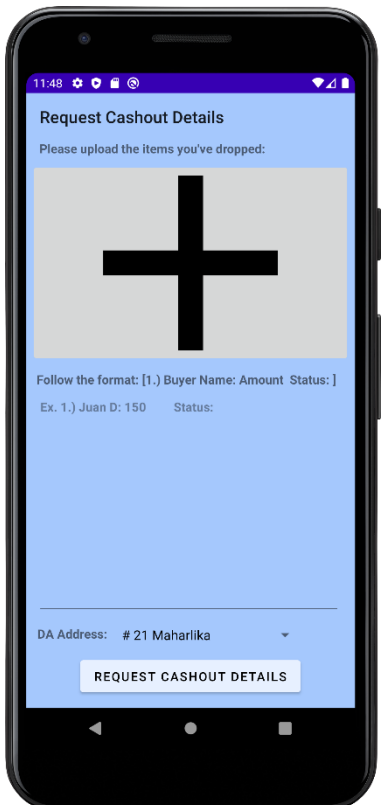 11:48
Request Cashout Details
Please upload the items you've dropped:
Follow the format: [1.) Buyer Name: Amount  Status: ]
Ex. 1.) Juan D: 150        Status:
DA Address:   # 21 Maharlika
REQUEST CASHOUT DETAILS